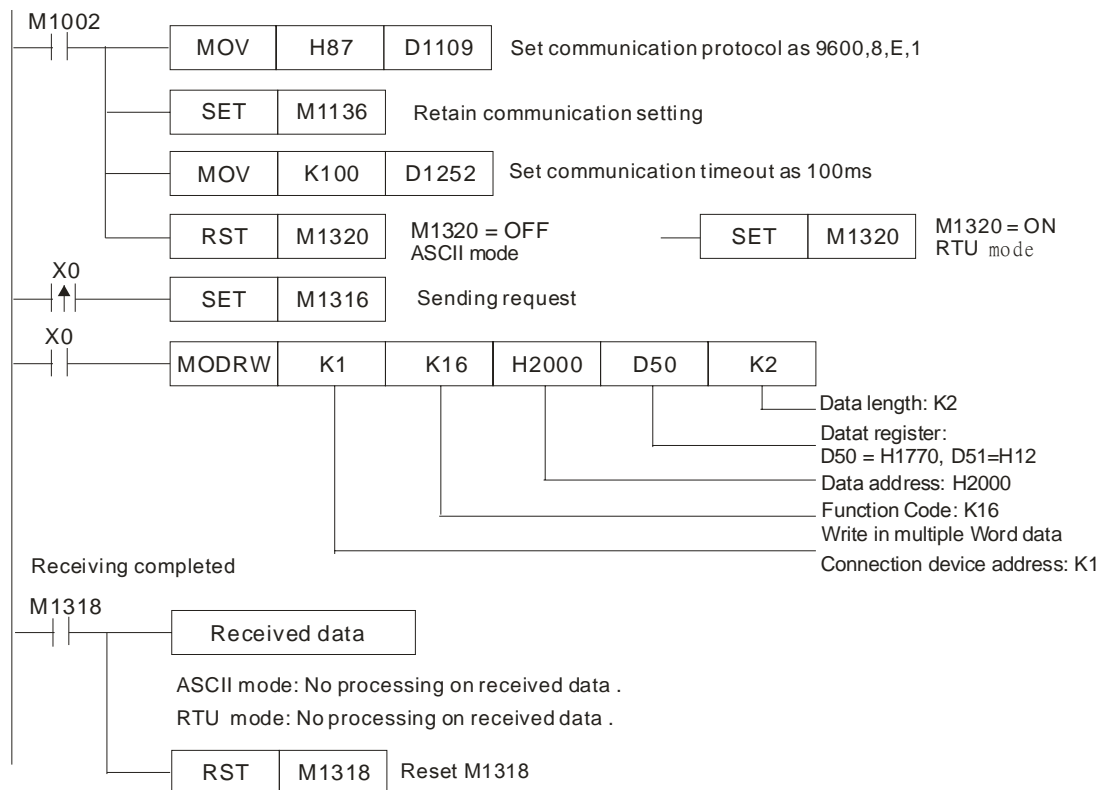 M1002
MOV H87 D1109 Set communication protocol as 9600,8,E,1
SET M1136 Retain communication setting
MOV K100 D1252 Set communication timeout as 100ms
RST M1320 M1320 = OFF
ASCII mode
SET M1320 M1320 = ON
RTU mode
X0
SET M1316 Sending request
X0
MODRW K1 K16 H2000 D50 K2
Data length: K2
Datat register:
D50 = H1770, D51=H12
Data address: H2000
Function Code: K16
Write in multiple Word data
Connection device address: K1
Receiving completed
M1318
Received data
ASCII mode: No processing on received data .
RTU mode: No processing on received data .
RST M1318 Reset M1318